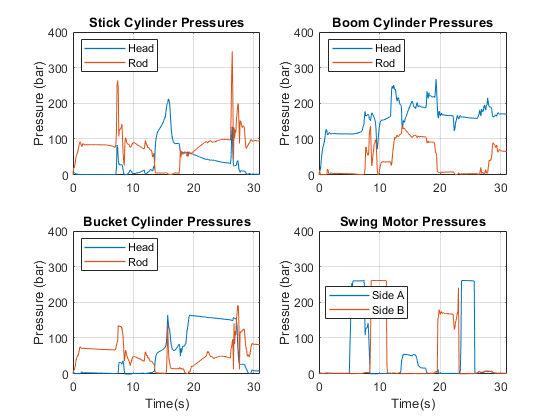 Stick Cylinder Pressures
Pressure (bar)
400
300
200
100
0
0 10 20 30
Head
Rod
Boom Cylinder Pressures
Pressure (bar)
400
300
200
100
0
0 10 20 30
Head
Rod
Bucket Cylinder Pressures
Pressure (bar)
400
300
200
100
0
0 10 20 30
Time(s)
Head
Rod
Swing Motor Pressures
Pressure (bar)
400
300
200
100
0
0 10 20 30
Time(s)
Side A
Side B